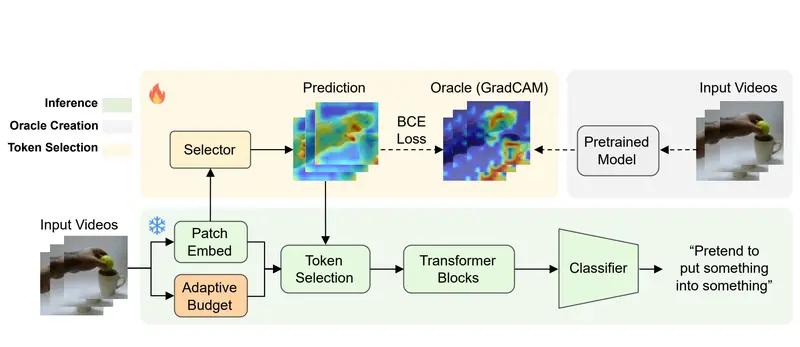 Inference
Oracle Creation
Token Selection
Prediction
Oracle (GradCAM)
Input Videos
BCE
Loss
Selector
Pretrained
Model
Input Videos
Patch
Embed
Adaptive
Budget
Token
Selection
Transformer
Blocks
Classifier
“Pretend to
put something
into something”